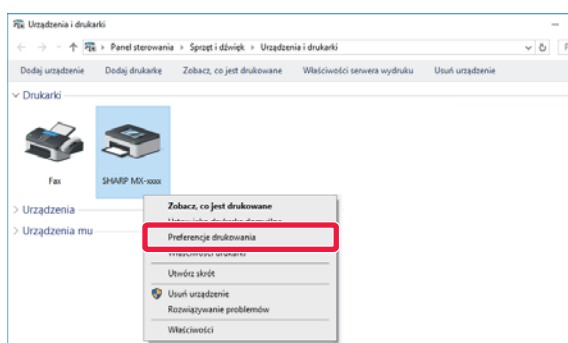 Urządzenia i drukarki
Panel sterowania > Sprzęt i dźwięk > Urządzenia i drukarki
Dodaj urządzenie Dodaj drukarkę Zobacz, co jest drukowane Właściwości serwera wydruku Usuń urządzenie
Drukarki
Fax SHARP MX-xxxx
Zobacz, co jest drukowane
Urządzenia
Preferencje drukowania
Urządzenia mu
Właściwości drukarki
Utwórz skrót
Usuń urządzenie
Rozwiązywanie problemów
Właściwości